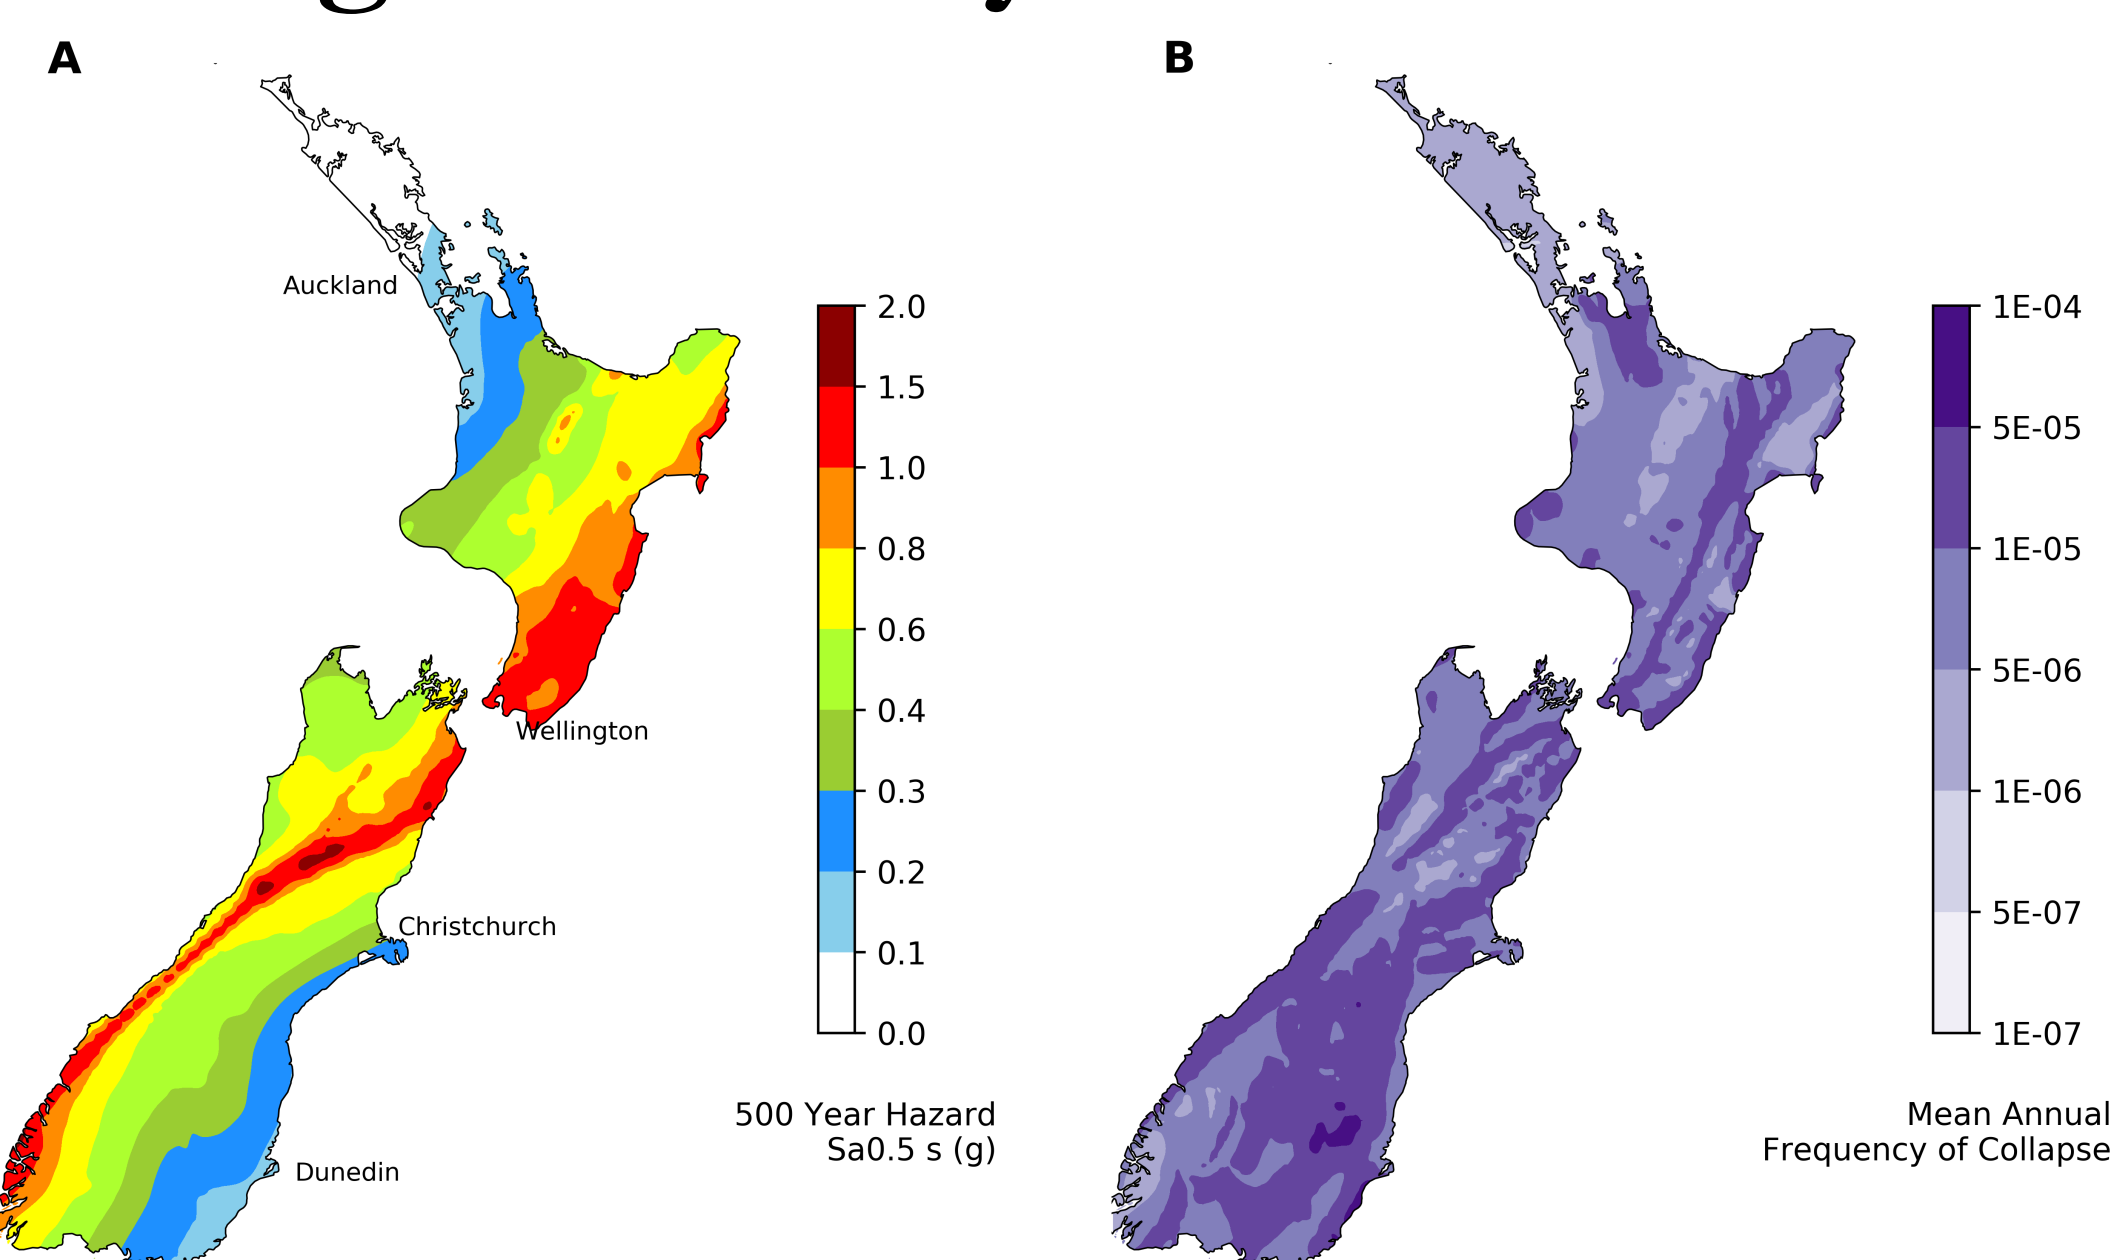 A
B
Auckland
Wellington
Christchurch
Dunedin
2.0
1.5
1.0
0.8
0.6
0.4
0.3
0.2
0.1
0.0
500 Year Hazard
Sa0.5 s (g)
1E-04
5E-05
1E-05
5E-06
1E-06
5E-07
1E-07
Mean Annual
Frequency of Collapse